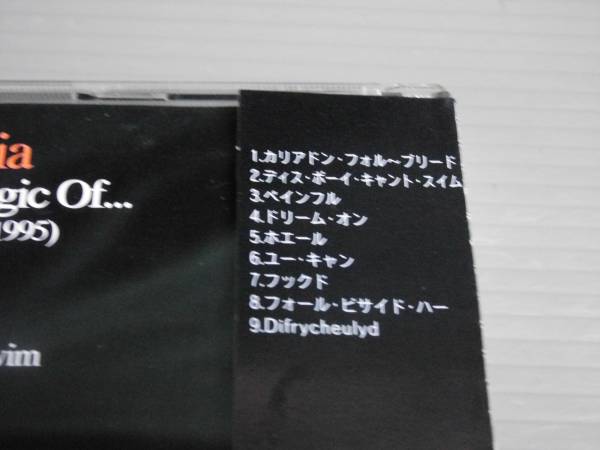 ia
gic Of...
1995)
wim
1.カリアドン・フォル〜ブリード
2.ディス・ボーイ・キャント・スイム
3.ペインフル
4.ドリーム・オン
5.ホエール
6.ユー・キャン
7.フックド
8.フォール・ビサイド・ハー
9.Difrycheulyd